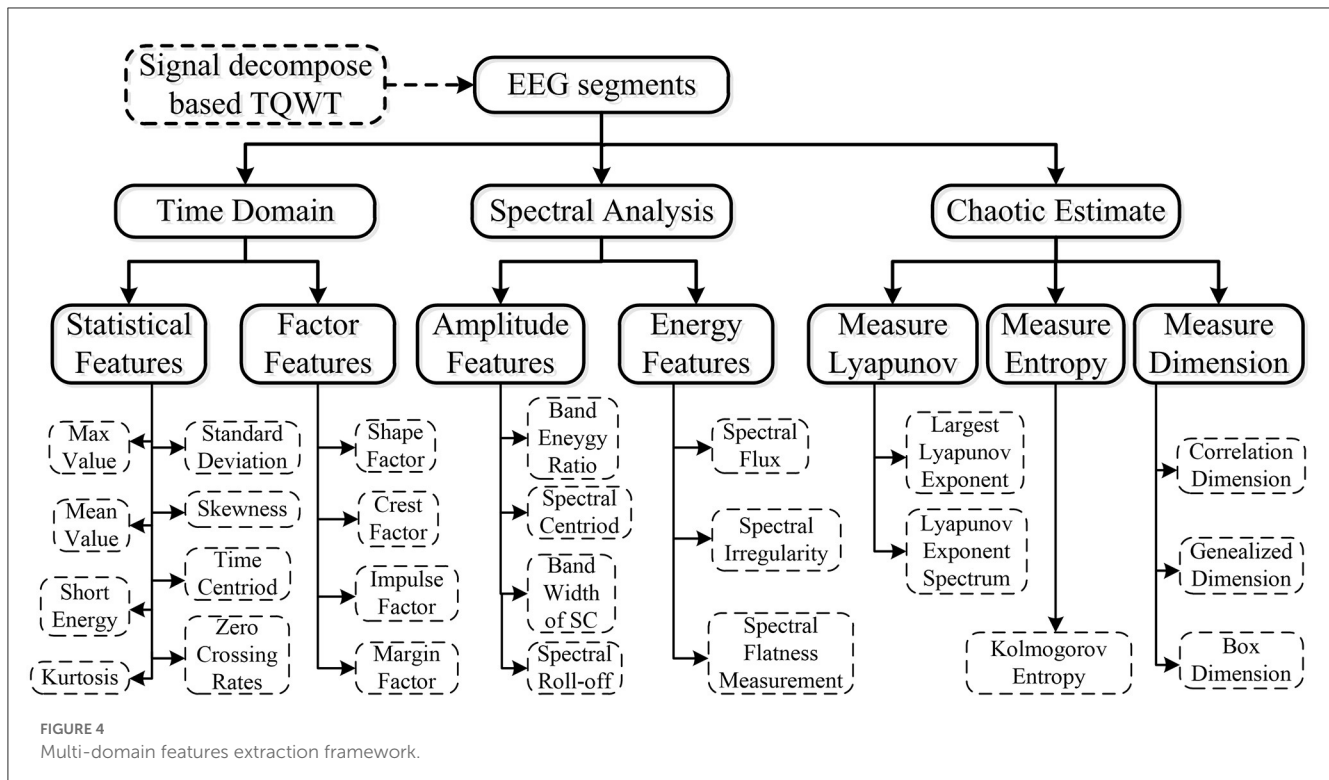 Signal decompose
based TQWT
EEG segments
Time Domain
Spectral Analysis
Chaotic Estimate
Statistical
Features
Factor
Features
Amplitude
Features
Energy
Features
Measure
Lyapunov
Measure
Entropy
Measure
Dimension
Max
Value
Standard
Deviation
Mean
Value
Skewness
Short
Energy
Time
Centriod
Kurtosis
Zero
Crossing
Rates
Shape
Factor
Crest
Factor
Impulse
Factor
Margin
Factor
Band
Eneygy
Ratio
Spectral
Centriod
Band
Width
of SC
Spectral
Roll-off
Spectral
Flux
Spectral
Irregularity
Spectral
Flatness
Measurement
Largest
Lyapunov
Exponent
Lyapunov
Exponent
Spectrum
Kolmogorov
Entropy
Correlation
Dimension
Genealized
Dimension
Box
Dimension
FIGURE 4
Multi-domain features extraction framework.